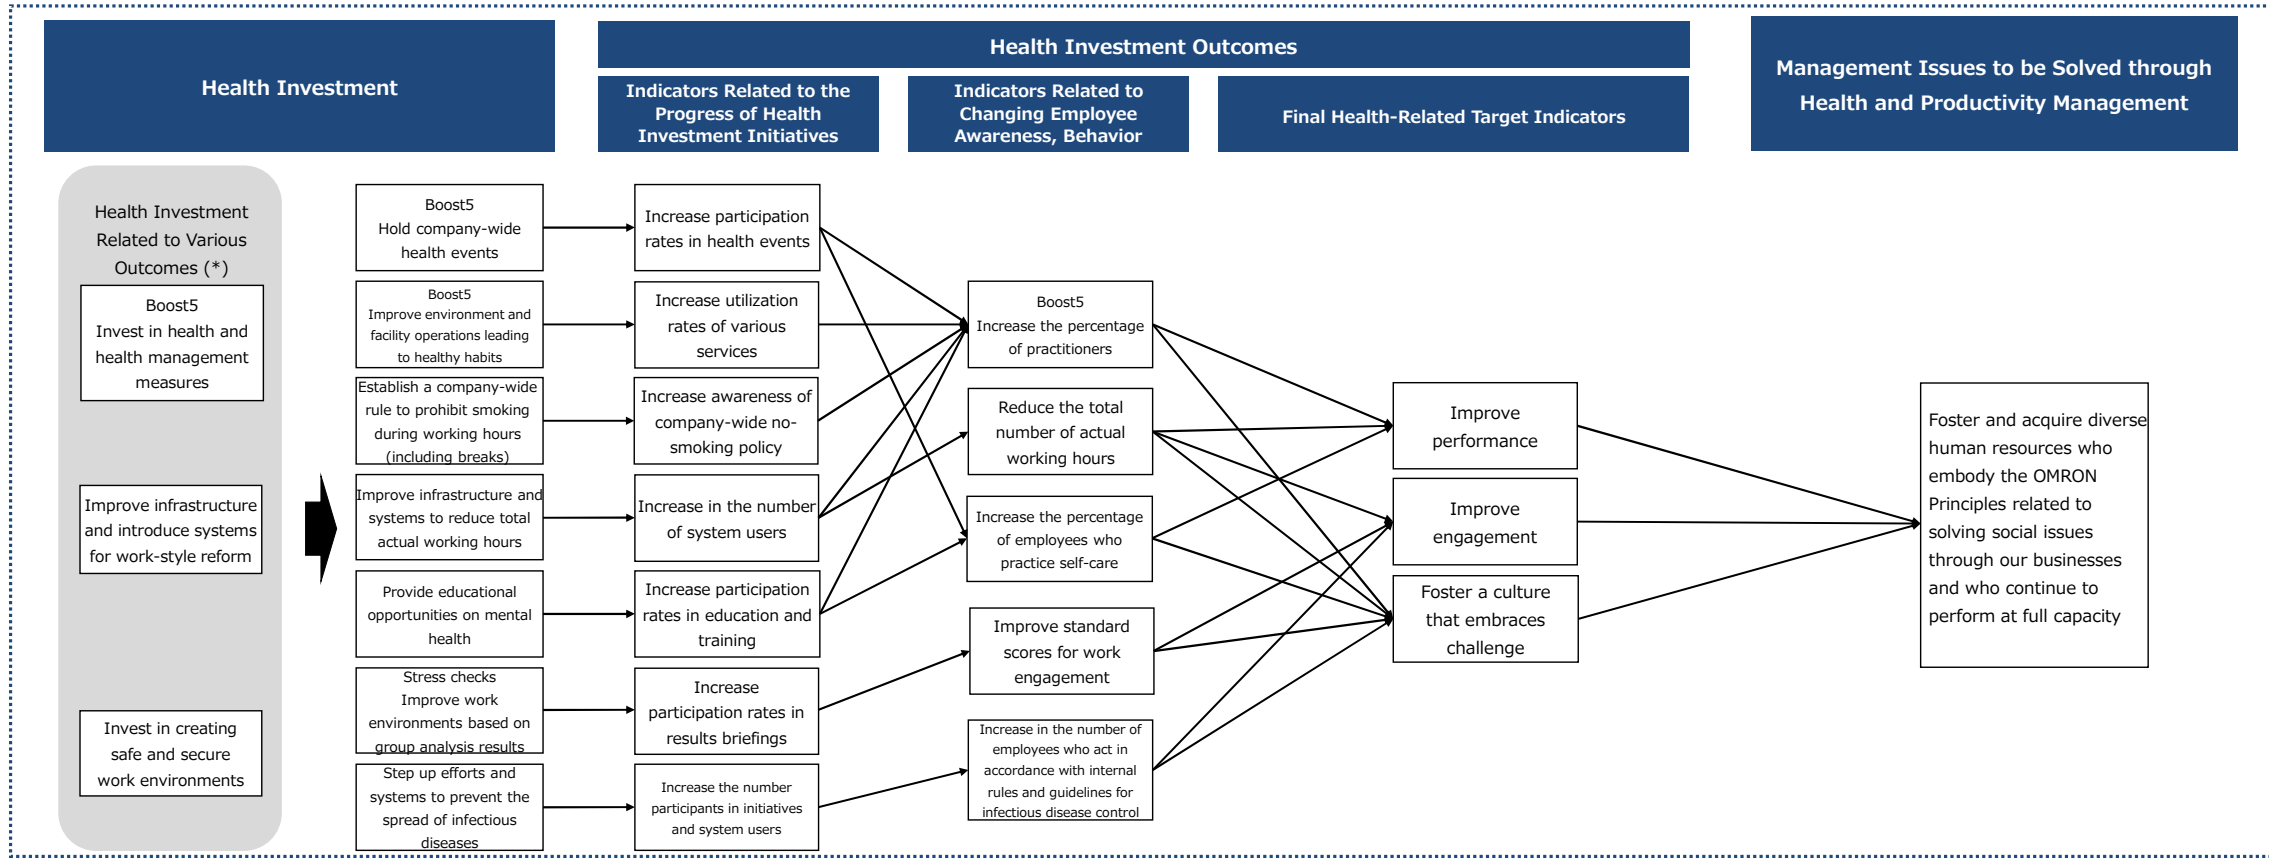 Health Investment
Health Investment Outcomes
Indicators Related to the
Progress of Health
Investment Initiatives
Indicators Related to
Changing Employee
Awareness, Behavior
Final Health-Related Target Indicators
Management Issues to be Solved through
Health and Productivity Management
Health Investment
Related to Various
Outcomes (*)
Boost5
Invest in health and
health management
measures
Improve infrastructure
and introduce systems
for work-style reform
Invest in creating
safe and secure
work environments
Boost5
Hold company-wide
health events
Boost5
Improve environment and
facility operations leading
to healthy habits
Establish a company-wide
rule to prohibit smoking
during working hours
(including breaks)
Improve infrastructure and
systems to reduce total
actual working hours
Provide educational
opportunities on mental
health
Stress checks
Improve work
environments based on
group analysis results
Step up efforts and
systems to prevent the
spread of infectious
diseases
Increase participation
rates in health events
Increase utilization
rates of various
services
Increase awareness of
company-wide no-
smoking policy
Increase in the number
of system users
Increase participation
rates in education and
training
Increase
participation rates in
results briefings
Increase the number
participants in initiatives
and system users
Boost5
Increase the percentage
of practitioners
Reduce the total
number of actual
working hours
Increase the percentage
of employees who
practice self-care
Improve standard
scores for work
engagement
Increase in the number of
employees who act in
accordance with internal
rules and guidelines for
infectious disease control
Improve
performance
Improve
engagement
Foster a culture
that embraces
challenge
Foster and acquire diverse
human resources who
embody the OMRON
Principles related to
solving social issues
through our businesses
and who continue to
perform at full capacity